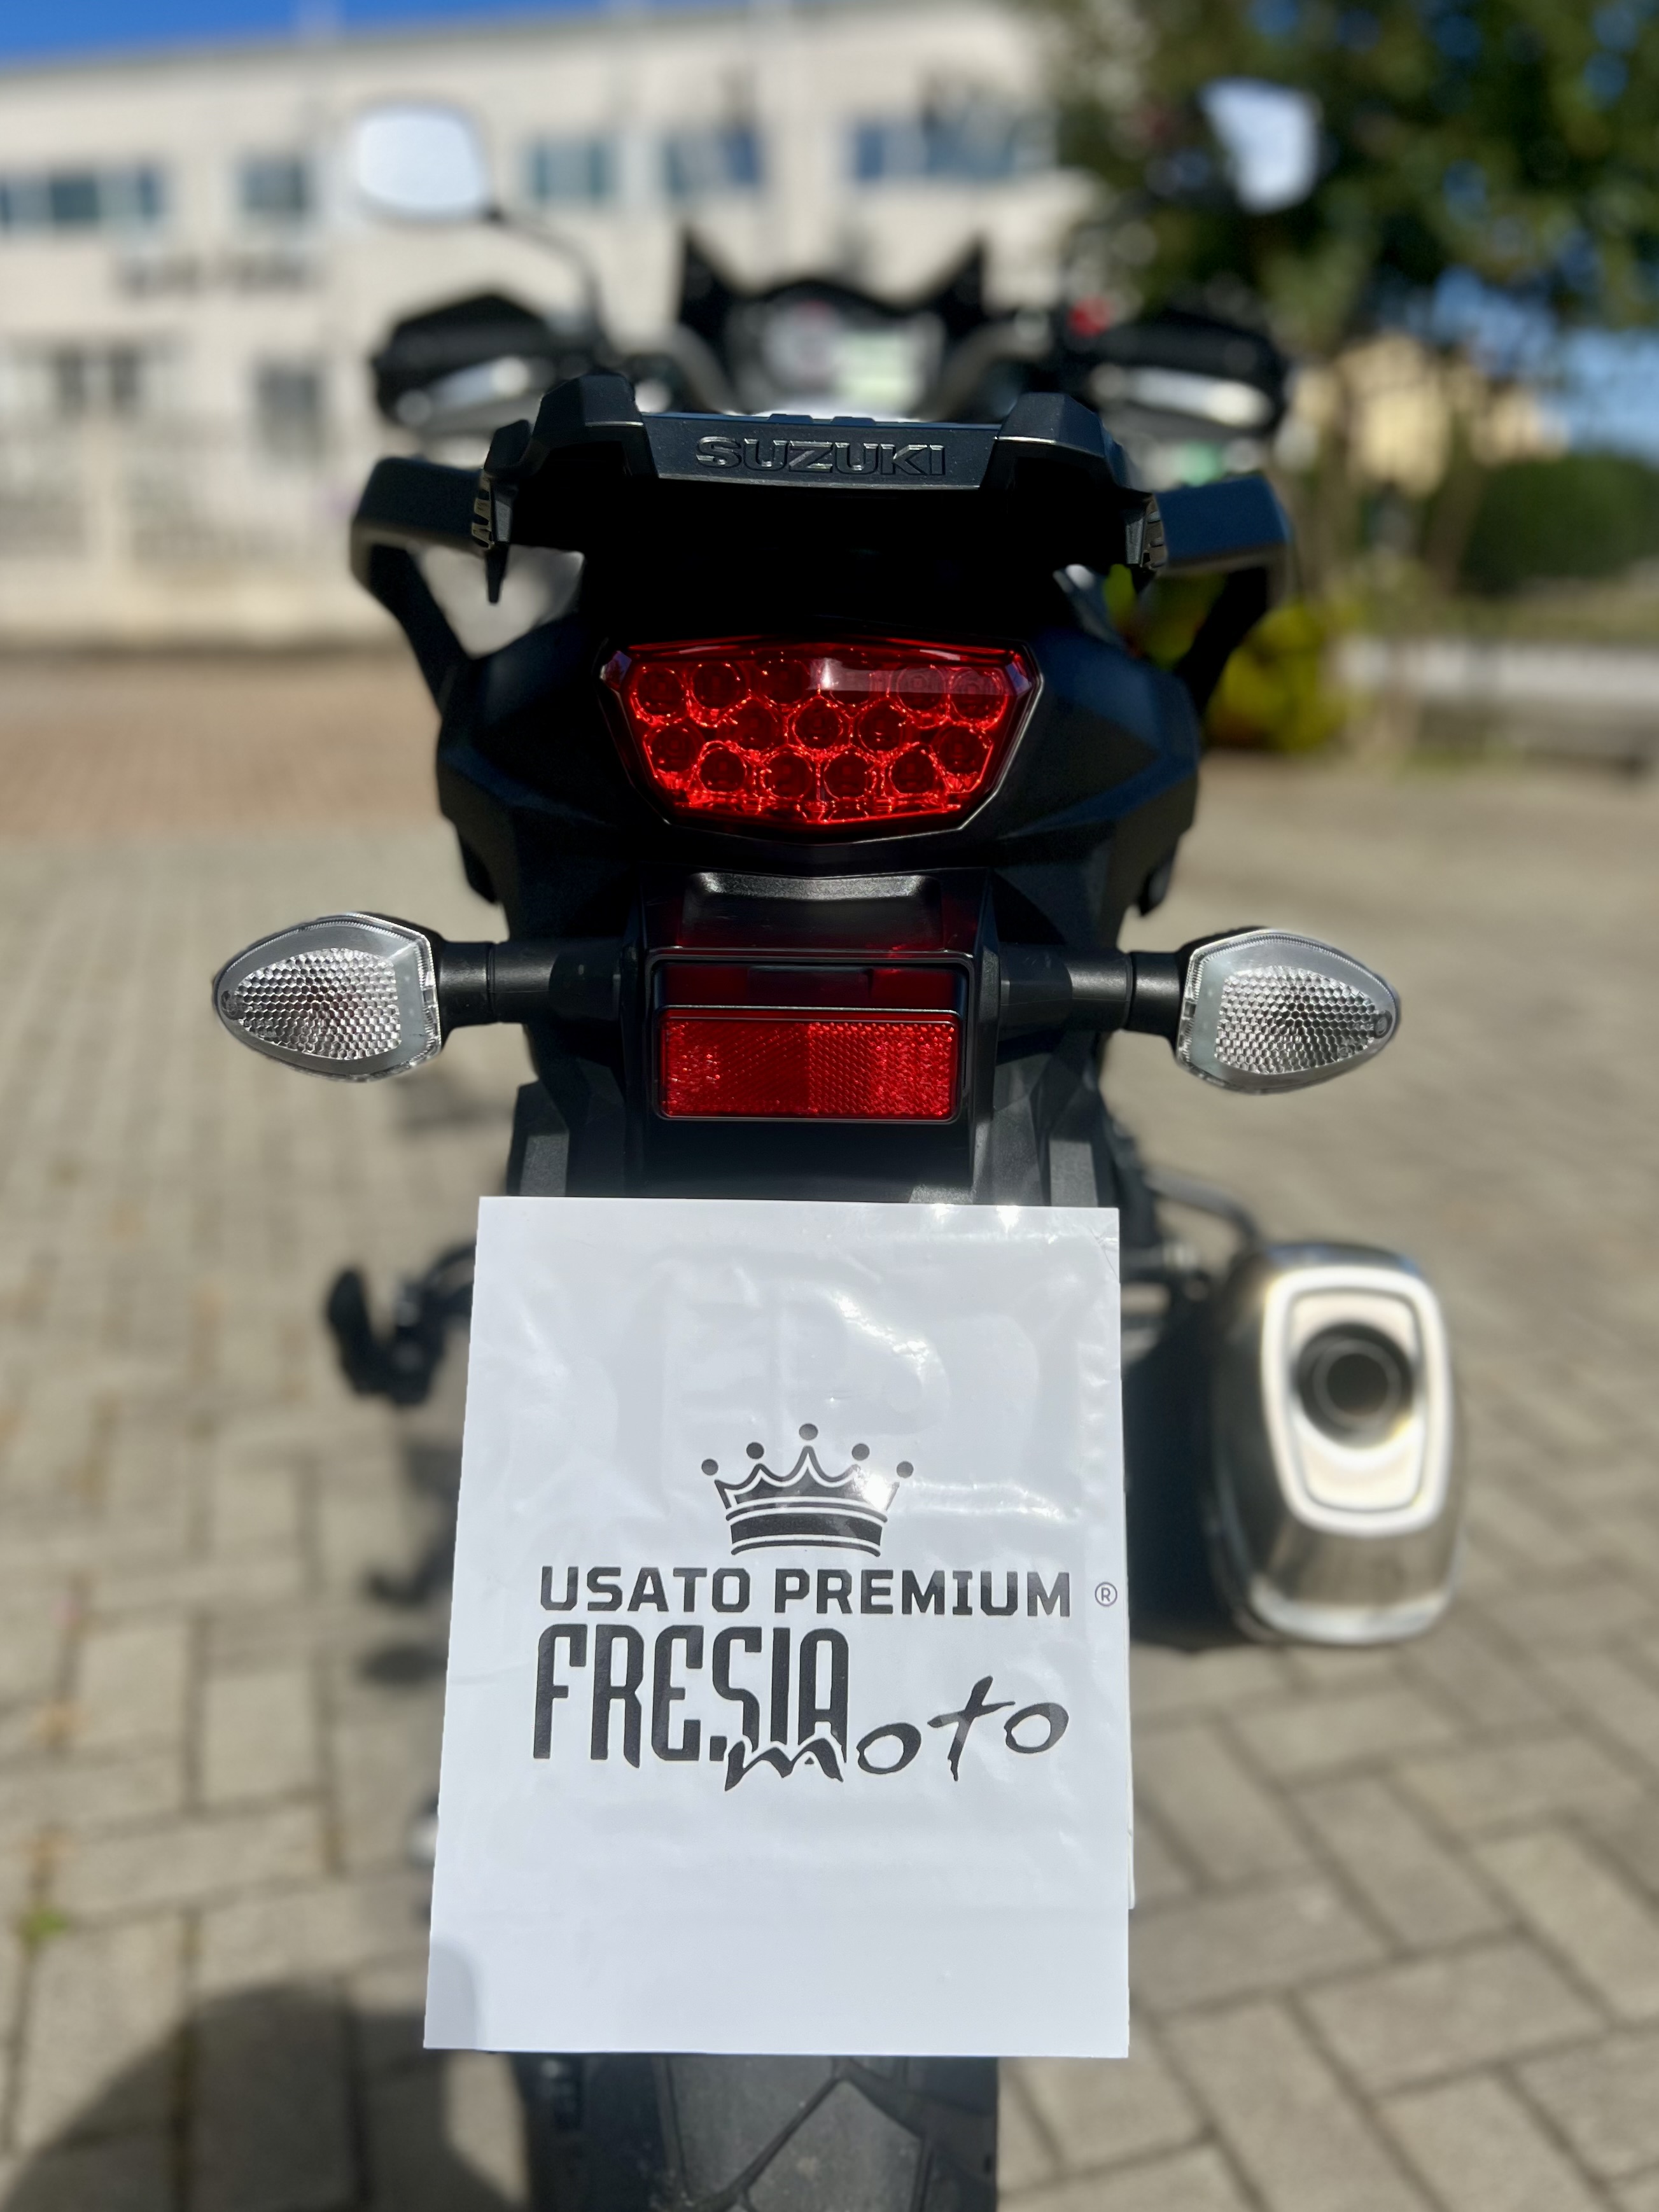 SUZUKI
USATO PREMIUM ®
FRESIA
moto